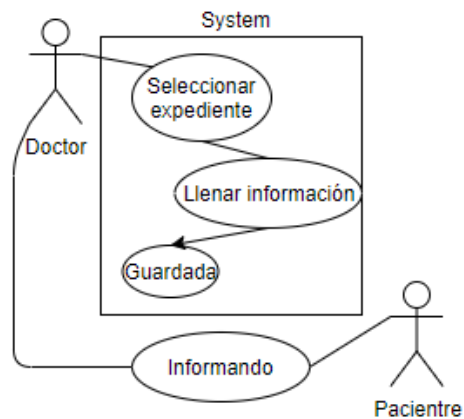 System
Seleccionar
expediente
Doctor
Llenar información
Guardada
Informando
Pacientre